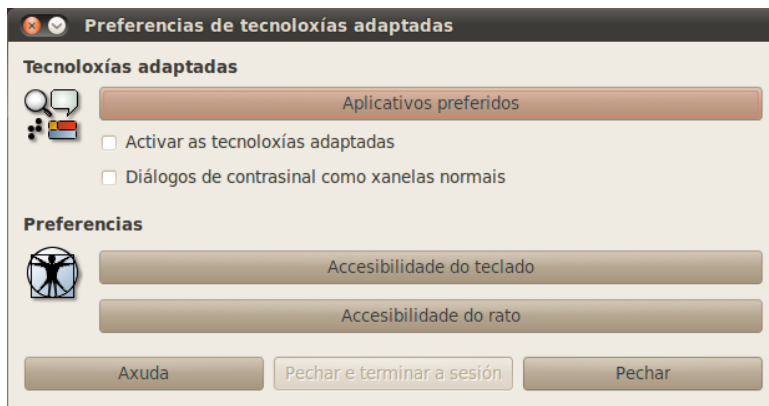 Preferencias de tecnoloxías adaptadas
Tecnoloxías adaptadas
Aplicativos preferidos
Activar as tecnoloxías adaptadas
Diálogos de contrasinal como xanelas normais
Preferencias
Accesibilidade do teclado
Accesibilidade do rato
Axuda
Pechar e terminar a sesión
Pechar